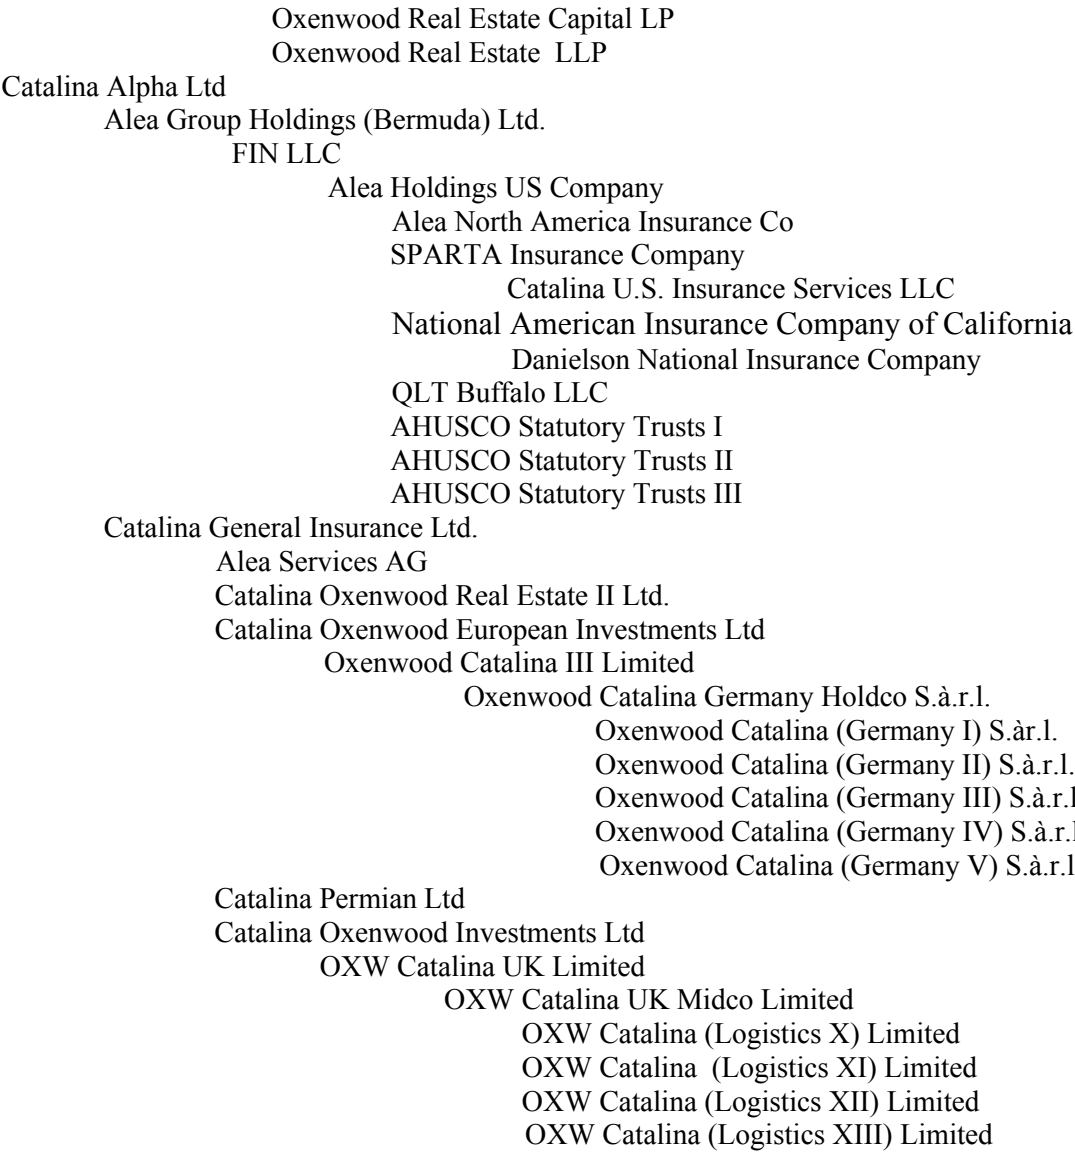 Oxenwood Real Estate Capital LP
Oxenwood Real Estate  LLP
Catalina Alpha Ltd
Alea Group Holdings (Bermuda) Ltd.
FIN LLC
Alea Holdings US Company
Alea North America Insurance Co
SPARTA Insurance Company
Catalina U.S. Insurance Services LLC
National American Insurance Company of California
Danielson National Insurance Company
QLT Buffalo LLC
AHUSCO Statutory Trusts I
AHUSCO Statutory Trusts II
AHUSCO Statutory Trusts III
Catalina General Insurance Ltd.
Alea Services AG
Catalina Oxenwood Real Estate II Ltd.
Catalina Oxenwood European Investments Ltd
Oxenwood Catalina III Limited
Oxenwood Catalina Germany Holdco S.à.r.l.
Oxenwood Catalina (Germany I) S.àr.l.
Oxenwood Catalina (Germany II) S.à.r.l.
Oxenwood Catalina (Germany III) S.à.r.l
Oxenwood Catalina (Germany IV) S.à.r.l
Oxenwood Catalina (Germany V) S.à.r.l
Catalina Permian Ltd
Catalina Oxenwood Investments Ltd
OXW Catalina UK Limited
OXW Catalina UK Midco Limited
OXW Catalina (Logistics X) Limited
OXW Catalina  (Logistics XI) Limited
OXW Catalina (Logistics XII) Limited
OXW Catalina (Logistics XIII) Limited